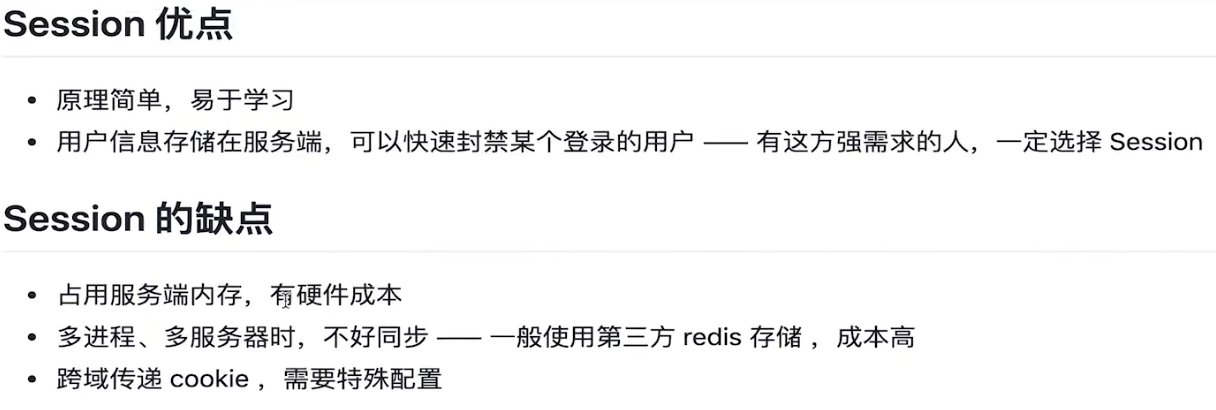 Session 优点
• 原理简单，易于学习
• 用户信息存储在服务端，可以快速封禁某个登录的用户 —— 有这方强需求的人，一定选择 Session
Session 的缺点
• 占用服务端内存，有硬件成本
• 多进程、多服务器时，不好同步 —— 一般使用第三方 redis 存储 ，成本高
• 跨域传递 cookie ，需要特殊配置